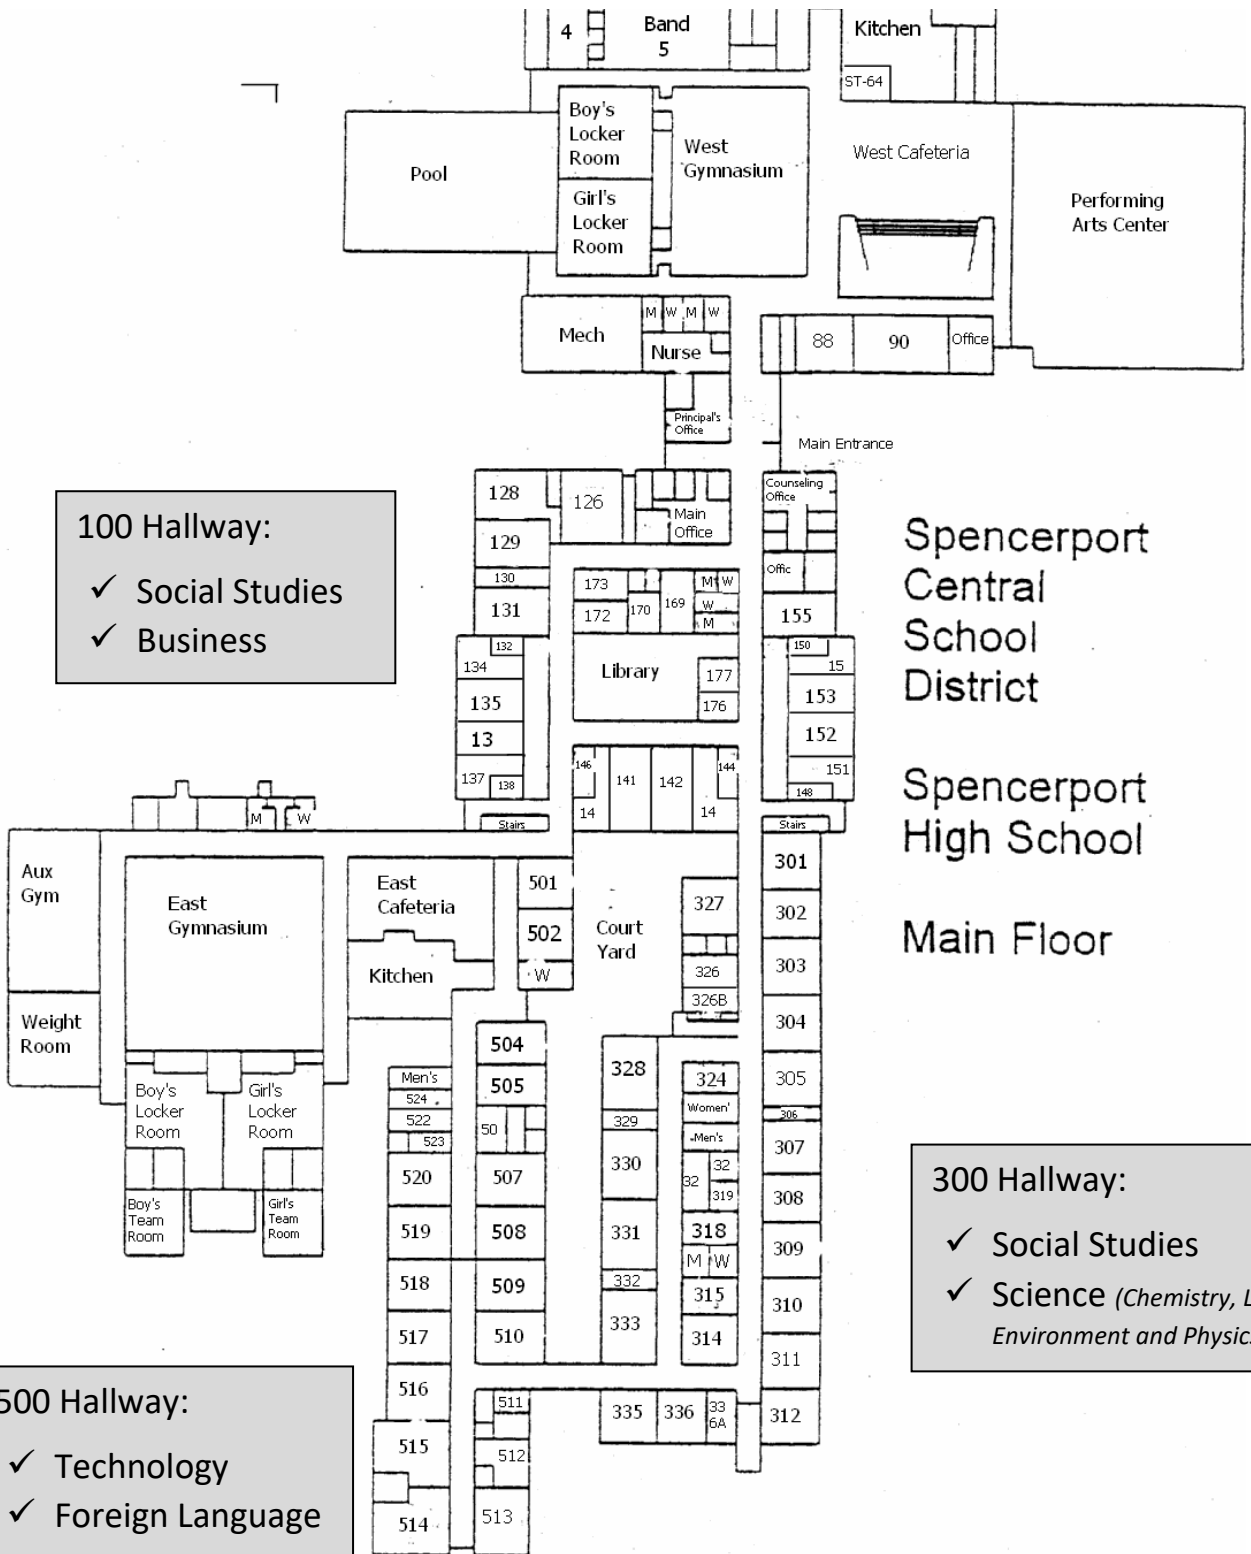 4
Band
5
Kitchen
ST-64
Boy's
Locker
Room
West
Gymnasium
West Cafeteria
Pool
Girl's
Locker
Room
Performing
Arts Center
Mech
M W M W
Nurse
88
90
Office
Principal's
Office
Main Entrance
128
126
Main
Office
Counseling
Office
129
130
131
Offic
155
173
172
170
169
M W
W
M
Library
177
176
132
134
135
13
137
138
150
15
153
152
151
148
146
14
141
142
144
14
Stairs
Stairs
100 Hallway:
✓ Social Studies
✓ Business
Spencerport
Central
School
District
Spencerport
High School
Main Floor
M W
Aux
Gym
East
Gymnasium
Weight
Room
East
Cafeteria
Kitchen
501
502
W
Court
Yard
327
326
326B
301
302
303
304
305
306
307
308
309
310
311
312
Boy's
Locker
Room
Girl's
Locker
Room
Boy's
Team
Room
Girl's
Team
Room
Men's
524
522
523
520
519
518
517
516
515
514
504
505
50
507
508
509
510
511
512
513
328
329
330
331
332
333
324
Women'
Men's
32
32
319
318
M W
315
314
335
336
33
6A
300 Hallway:
✓ Social Studies
✓ Science (Chemistry, L
Environment and Physics
500 Hallway:
✓ Technology
✓ Foreign Language